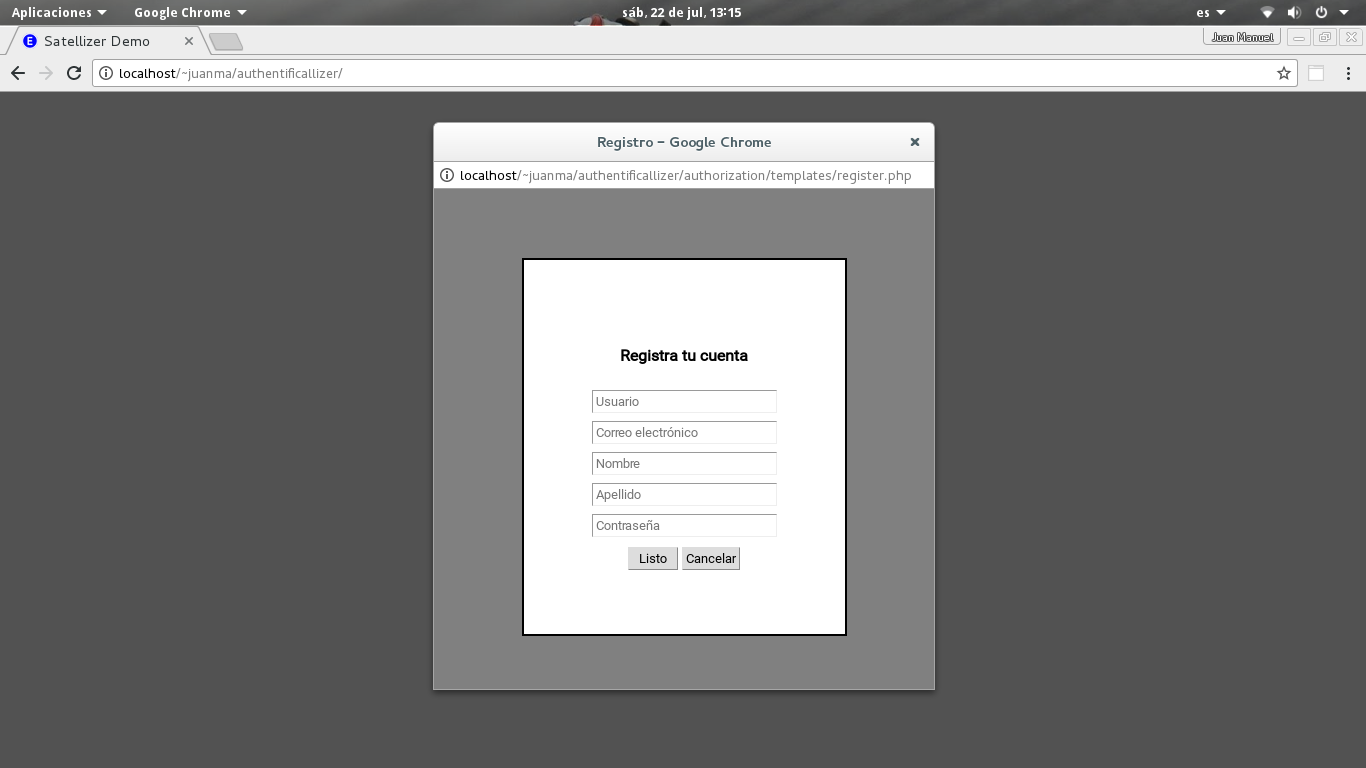 Aplicaciones Google Chrome sáb, 22 de jul, 13:15 es
E Satellizer Demo Juan Manuel
localhost/~juanma/authentificallizer/
Registro – Google Chrome
localhost/~juanma/authentificallizer/authorization/templates/register.php
Registra tu cuenta
Usuario
Correo electrónico
Nombre
Apellido
Contraseña
Listo Cancelar